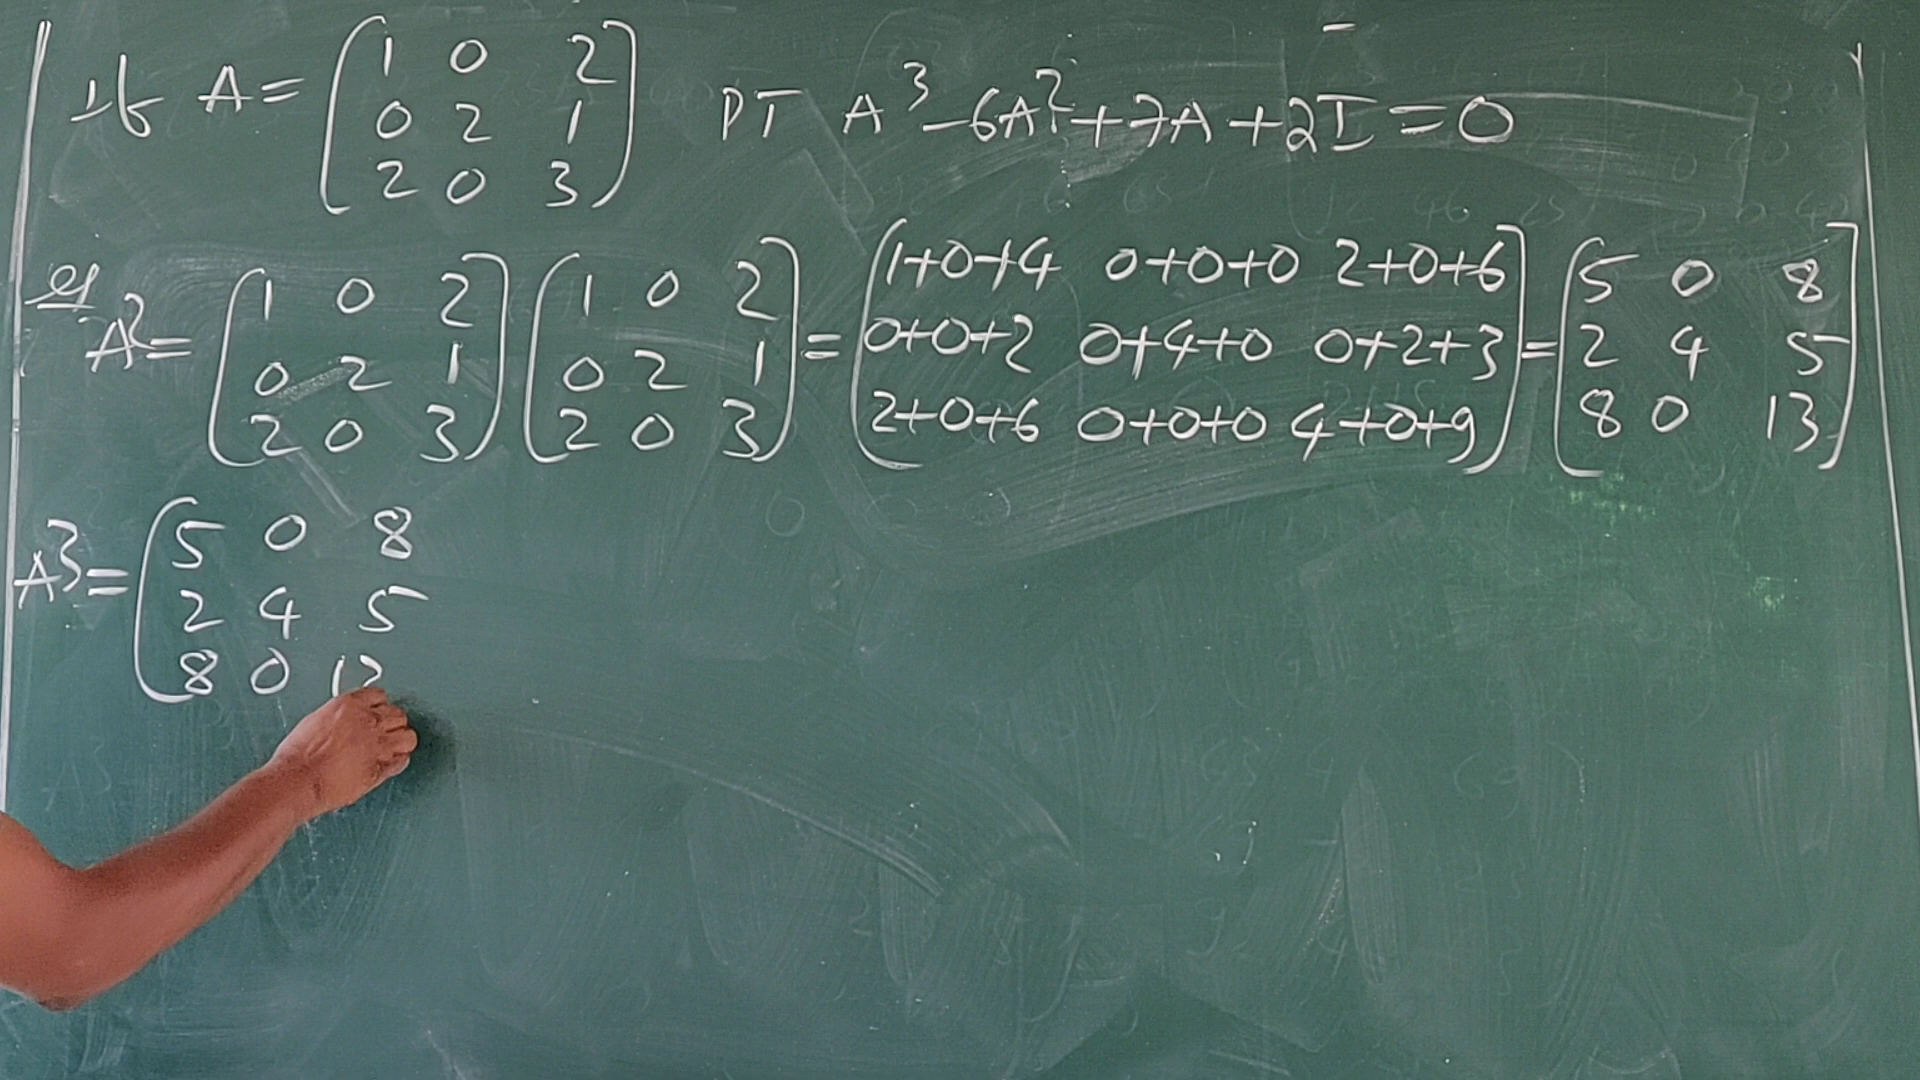 If A = (1 0 2 PT A³ - 6A² + 7A + 2I = 0
0 2 1
2 0 3)
A² = (1 0 2) (1 0 2) = (1+0+4 0+0+0 2+0+6) = (5 0 8
0 2 1 0 2 1 0+0+2 0+4+0 0+2+3 2 4 5
2 0 3 2 0 3 2+0+6 0+0+0 4+0+9 8 0 13)
A³ = (5 0 8
2 4 5
8 0 13